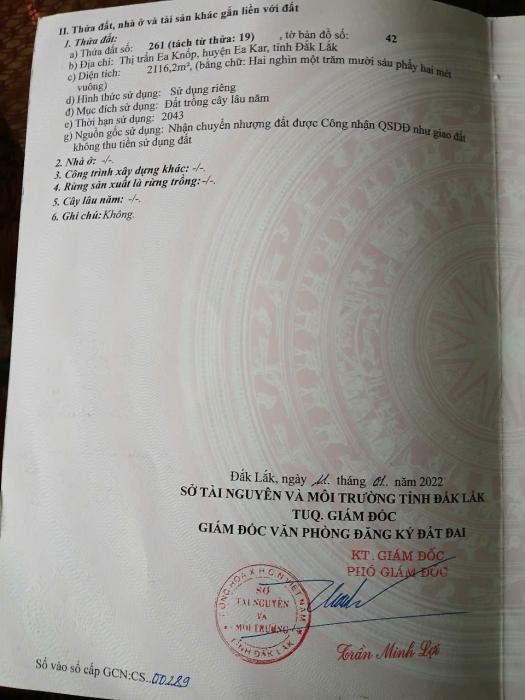 II. Thửa đất, nhà ở và tài sản khác gắn liền với đất
1. Thửa đất:
a) Thửa đất số: 261 (tách từ thửa: 19) , tờ bản đồ số: 42
b) Địa chỉ: Thị trấn Ea Knốp, huyện Ea Kar, tỉnh Đắk Lắk
c) Diện tích: 2116,2m², (bằng chữ: Hai nghìn một trăm mười sáu phẩy hai mét
vuông)
d) Hình thức sử dụng: Sử dụng riêng
đ) Mục đích sử dụng: Đất trồng cây lâu năm
e) Thời hạn sử dụng: 2043
g) Nguồn gốc sử dụng: Nhận chuyển nhượng đất được Công nhận QSDĐ như giao đất
không thu tiền sử dụng đất
2. Nhà ở: -/-.
3. Công trình xây dựng khác: -/-.
4. Rừng sản xuất là rừng trồng: -/-.
5. Cây lâu năm: -/-.
6. Ghi chú: Không.
Đắk Lắk, ngày tháng 01 năm 2022
SỞ TÀI NGUYÊN VÀ MÔI TRƯỜNG TỈNH ĐẮK LẮK
TUQ. GIÁM ĐỐC
GIÁM ĐỐC VĂN PHÒNG ĐĂNG KÝ ĐẤT ĐAI
KT. GIÁM ĐỐC
PHÓ GIÁM ĐỐC
CỘNG HOÀ X.H.C.N VIỆT NAM
SỞ
TÀI NGUYÊN
VÀ
MÔI TRƯỜNG
TỈNH ĐẮK LẮK
Trần Minh Lợi
Số vào sổ cấp GCN:CS..00289